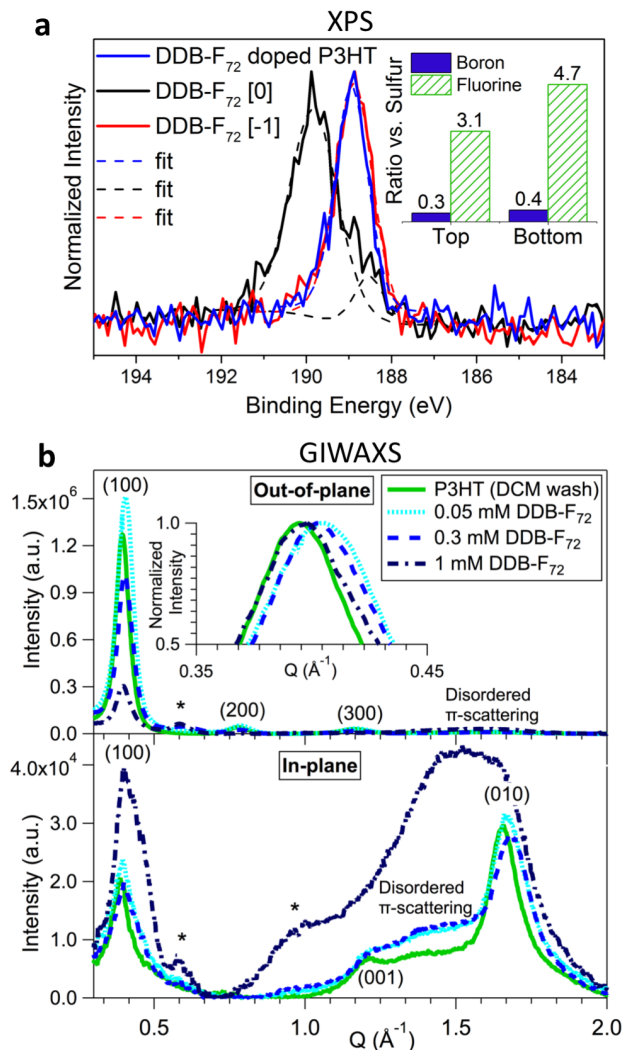 XPS
a
DDB-F₇₂ doped P3HT
DDB-F₇₂ [0]
DDB-F₇₂ [-1]
fit
fit
fit
Boron
Fluorine
4.7
3.1
0.3
0.4
Top
Bottom
Ratio vs. Sulfur
Normalized Intensity
194
192
190
188
186
184
Binding Energy (eV)
GIWAXS
b
(100)
Out-of-plane
P3HT (DCM wash)
0.05 mM DDB-F₇₂
0.3 mM DDB-F₇₂
1 mM DDB-F₇₂
1.5x10⁶
1.2
0.9
0.6
0.3
0.0
Intensity (a.u.)
1.0
0.5
Normalized
Intensity
0.35
0.45
Q (Å⁻¹)
*
(200)
(300)
Disordered
π-scattering
(100)
In-plane
4.0x10⁴
3.0
2.0
1.0
0.0
Intensity (a.u.)
*
*
(010)
Disordered
π-scattering
(001)
0.5
1.0
1.5
2.0
Q (Å⁻¹)